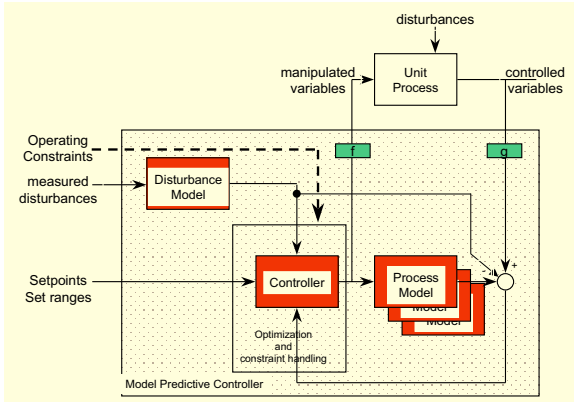 disturbances
manipulated
variables
Unit
Process
controlled
variables
Operating
Constraints
f
g
measured
disturbances
Disturbance
Model
Setpoints
Set ranges
Controller
Process
Model
Model
Model
- +
-
Optimization
and
constraint handling
Model Predictive Controller